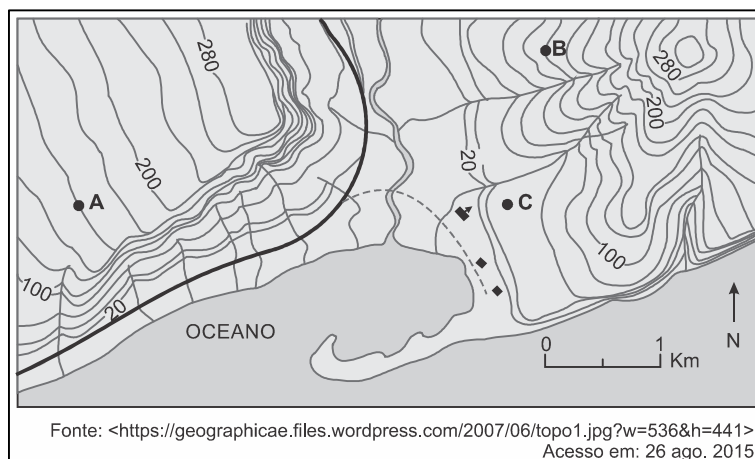 280
B
280
200
200
20
A
C
100
100
20
OCEANO
0 1
Km
N
Fonte: <https://geographicae.files.wordpress.com/2007/06/topo1.jpg?w=536&h=441>
Acesso em: 26 ago. 2015